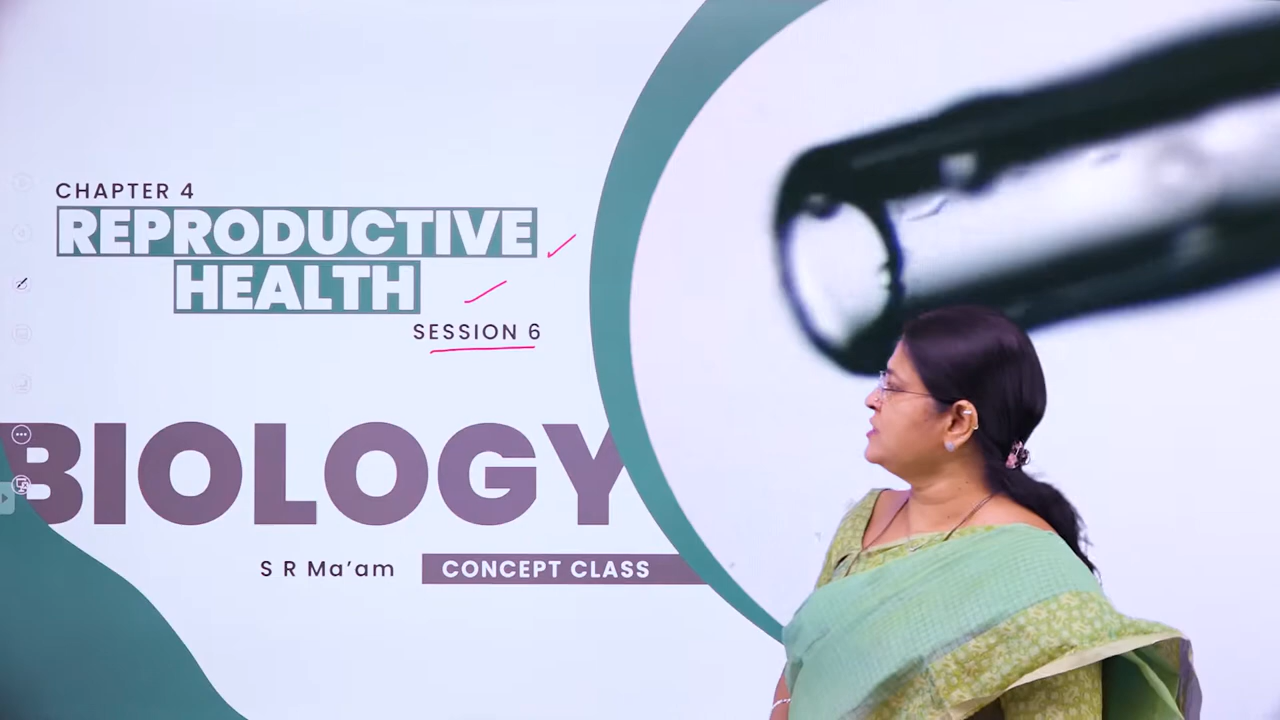 CHAPTER 4
REPRODUCTIVE
HEALTH
SESSION 6
BIOLOGY
S R Ma’am
CONCEPT CLASS